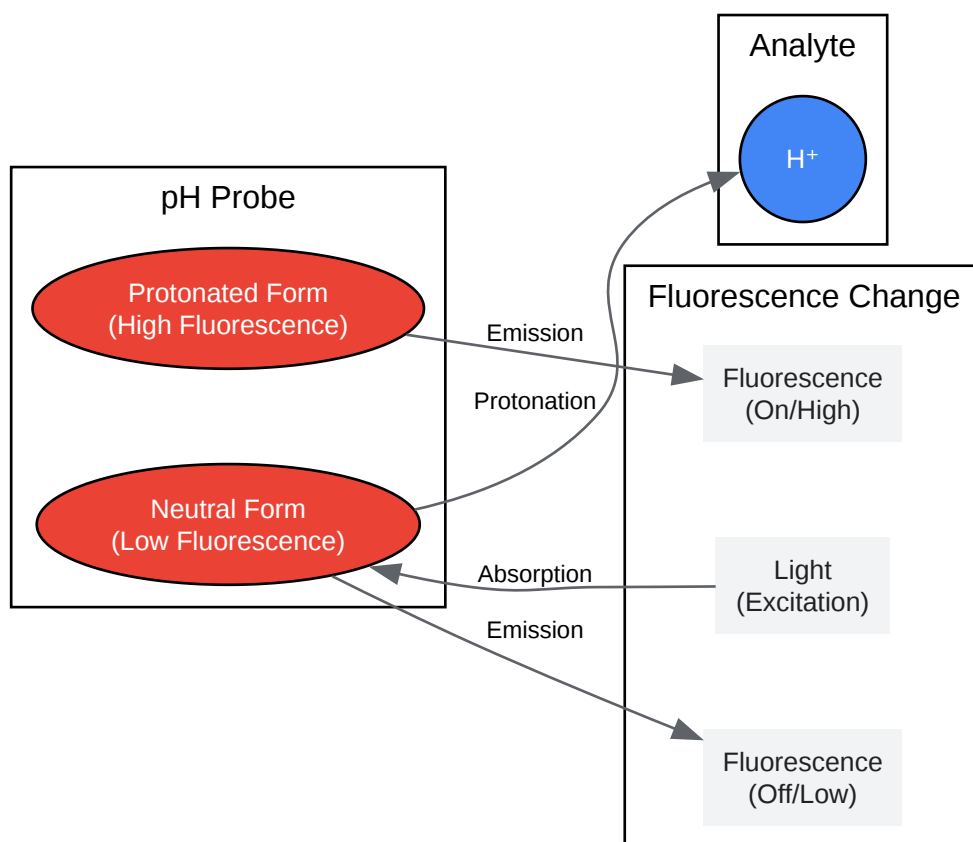 Analyte
H⁺
pH Probe
Protonated Form
(High Fluorescence)
Neutral Form
(Low Fluorescence)
Emission
Protonation
Absorption
Emission
Fluorescence Change
Fluorescence
(On/High)
Light
(Excitation)
Fluorescence
(Off/Low)